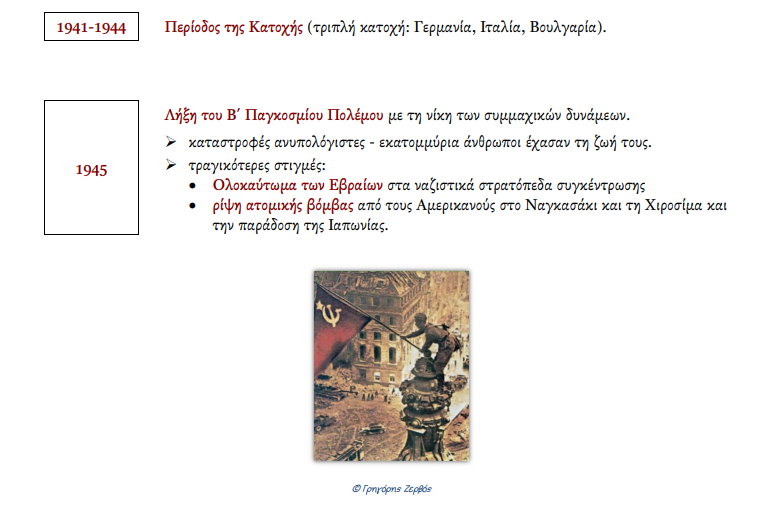 1941-1944 Περίοδος της Κατοχής (τριπλή κατοχή: Γερμανία, Ιταλία, Βουλγαρία).
Λήξη του Β΄ Παγκοσμίου Πολέμου με τη νίκη των συμμαχικών δυνάμεων.
➢ καταστροφές ανυπολόγιστες - εκατομμύρια άνθρωποι έχασαν τη ζωή τους.
1945 ➢ τραγικότερες στιγμές:
• Ολοκαύτωμα των Εβραίων στα ναζιστικά στρατόπεδα συγκέντρωσης
• ρίψη ατομικής βόμβας από τους Αμερικανούς στο Ναγκασάκι και τη Χιροσίμα και
την παράδοση της Ιαπωνίας.
© Γρηγόρης Ζερβός